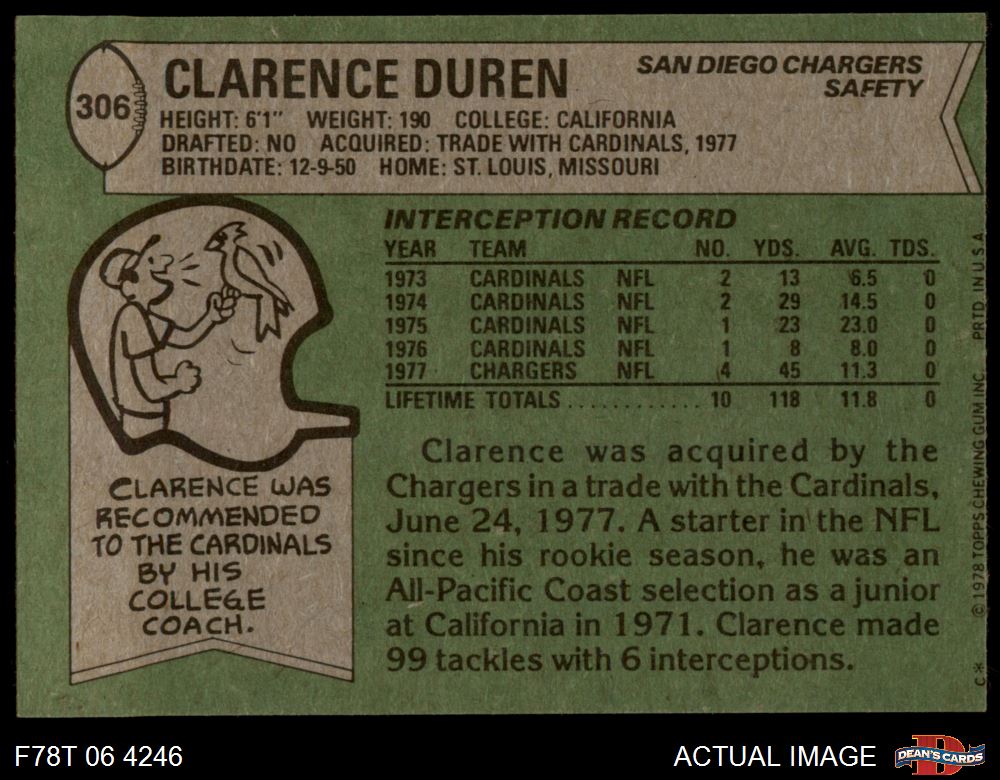 306
CLARENCE DUREN
SAN DIEGO CHARGERS
SAFETY
HEIGHT: 6'1" WEIGHT: 190 COLLEGE: CALIFORNIA
DRAFTED: NO ACQUIRED: TRADE WITH CARDINALS, 1977
BIRTHDATE: 12-9-50 HOME: ST. LOUIS, MISSOURI
INTERCEPTION RECORD
YEAR TEAM NO. YDS. AVG. TDS.
1973 CARDINALS NFL 2 13 6.5 0
1974 CARDINALS NFL 2 29 14.5 0
1975 CARDINALS NFL 1 23 23.0 0
1976 CARDINALS NFL 1 8 8.0 0
1977 CHARGERS NFL 4 45 11.3 0
LIFETIME TOTALS............ 10 118 11.8 0
Clarence was acquired by the
Chargers in a trade with the Cardinals,
June 24, 1977. A starter in the NFL
since his rookie season, he was an
All-Pacific Coast selection as a junior
at California in 1971. Clarence made
99 tackles with 6 interceptions.
CLARENCE WAS
RECOMMENDED
TO THE CARDINALS
BY HIS
COLLEGE
COACH.
C* © 1978 TOPPS CHEWING GUM INC. PRTD. IN U.S.A.
F78T 06 4246
ACTUAL IMAGE
D
DEAN'S CARDS